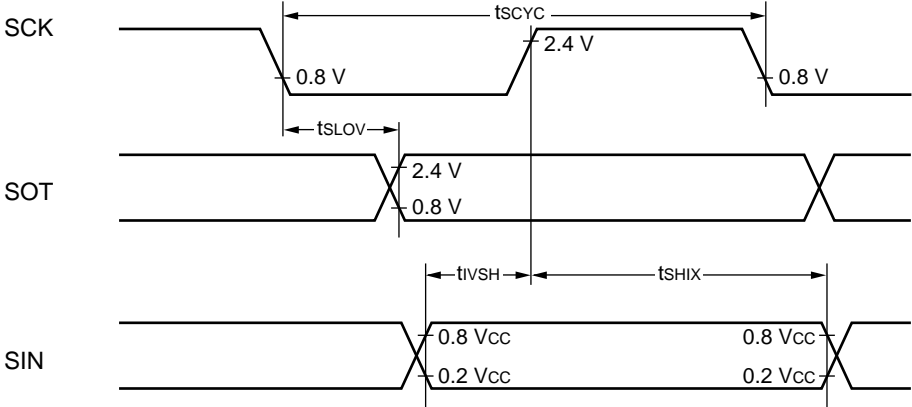 tSCYC
SCK
2.4 V
0.8 V
0.8 V
tSLOV
2.4 V
SOT
0.8 V
tIVSH
tSHIX
0.8 VCC
0.8 VCC
SIN
0.2 VCC
0.2 VCC